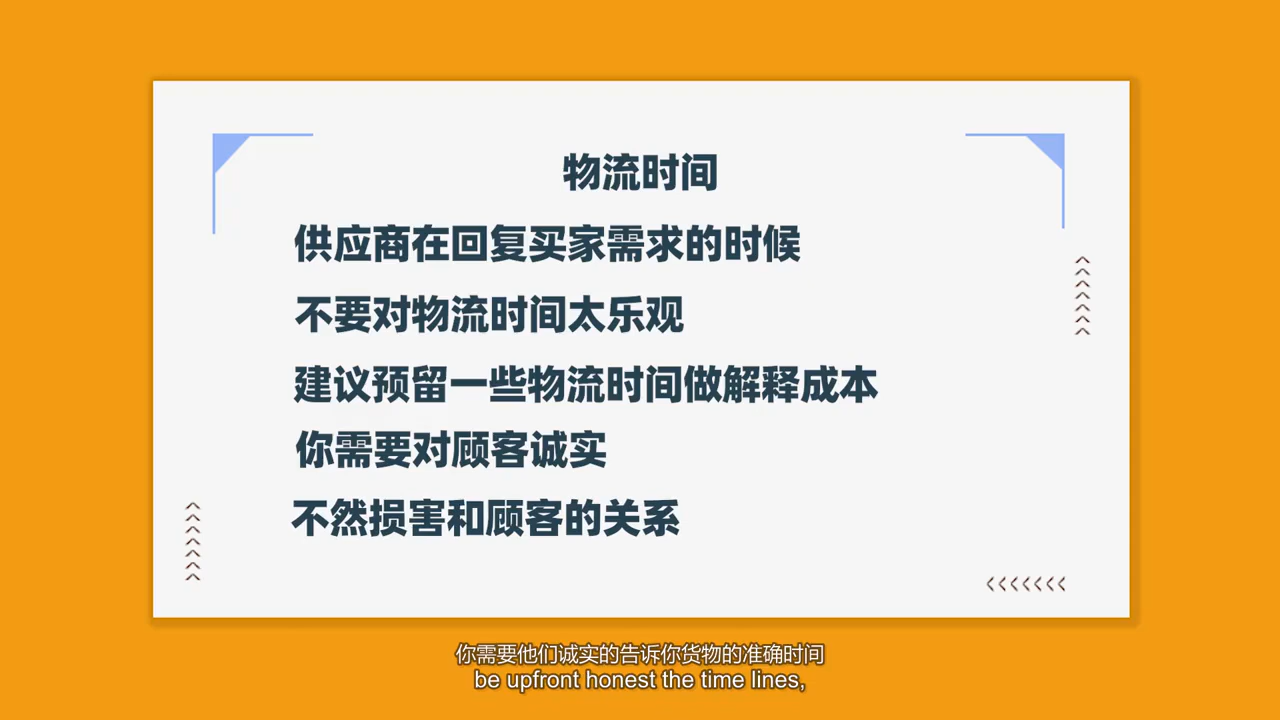 物流时间
供应商在回复买家需求的时候
不要对物流时间太乐观
建议预留一些物流时间做解释成本
你需要对顾客诚实
不然损害和顾客的关系
你需要他们诚实的告诉你货物的准确时间
be upfront honest the time lines,